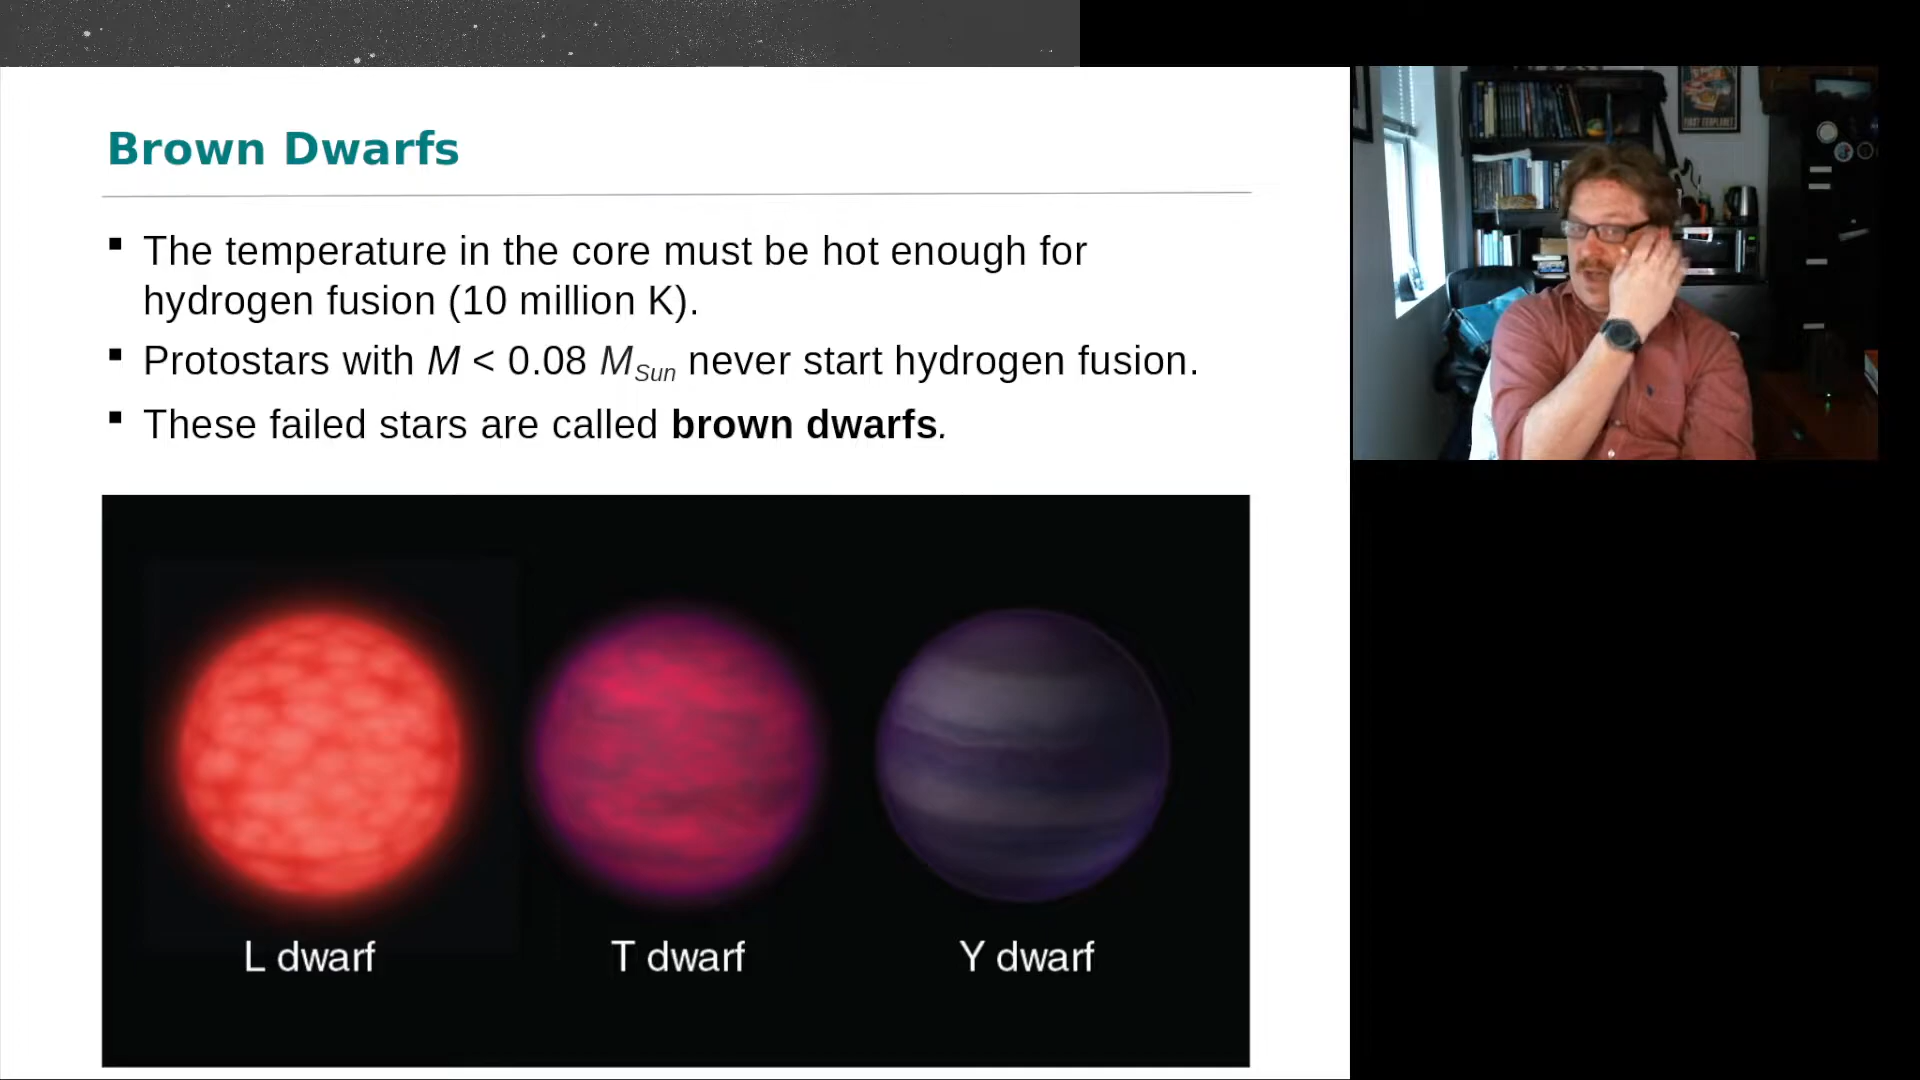 Brown Dwarfs
▪ The temperature in the core must be hot enough for
hydrogen fusion (10 million K).
▪ Protostars with M < 0.08 M_Sun never start hydrogen fusion.
▪ These failed stars are called brown dwarfs.
L dwarf
T dwarf
Y dwarf